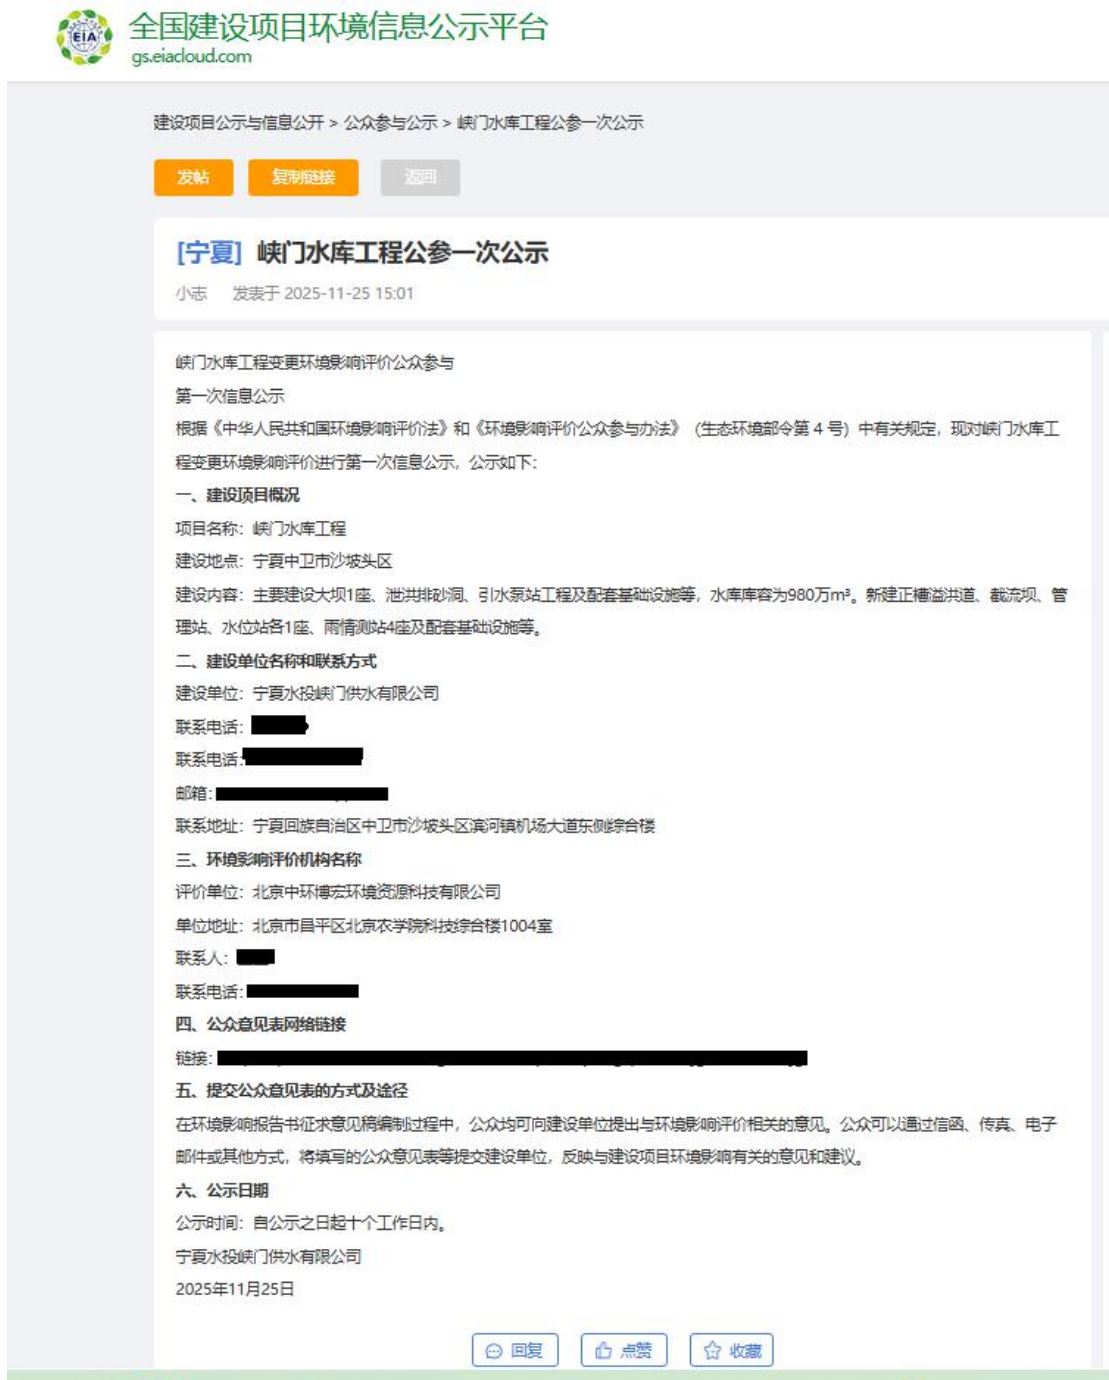 EIA
全国建设项目环境信息公示平台
gs.eiacloud.com
建设项目公示与信息公开 > 公众参与公示 > 峡门水库工程公参一次公示
发帖 复制链接 返回
[宁夏] 峡门水库工程公参一次公示
小志 发表于 2025-11-25 15:01
峡门水库工程变更环境影响评价公众参与
第一次信息公示
根据《中华人民共和国环境影响评价法》和《环境影响评价公众参与办法》（生态环境部令第 4 号）中有关规定，现对峡门水库工
程变更环境影响评价进行第一次信息公示，公示如下：
一、建设项目概况
项目名称：峡门水库工程
建设地点：宁夏中卫市沙坡头区
建设内容：主要建设大坝1座、泄洪排砂洞、引水泵站工程及配套基础设施等，水库库容为980万m³。新建正槽溢洪道、截流坝、管
理站、水位站各1座、雨情测站4座及配套基础设施等。
二、建设单位名称和联系方式
建设单位：宁夏水投峡门供水有限公司
联系电话：
联系电话：
邮箱：
联系地址：宁夏回族自治区中卫市沙坡头区滨河镇机场大道东侧综合楼
三、环境影响评价机构名称
评价单位：北京中环博宏环境资源科技有限公司
单位地址：北京市昌平区北京农学院科技综合楼1004室
联系人：
联系电话：
四、公众意见表网络链接
链接：
五、提交公众意见表的方式及途径
在环境影响报告书征求意见稿编制过程中，公众均可向建设单位提出与环境影响评价相关的意见。公众可以通过信函、传真、电子
邮件或其他方式，将填写的公众意见表等提交建设单位，反映与建设项目环境影响有关的意见和建议。
六、公示日期
公示时间：自公示之日起十个工作日内。
宁夏水投峡门供水有限公司
2025年11月25日
回复 点赞 收藏